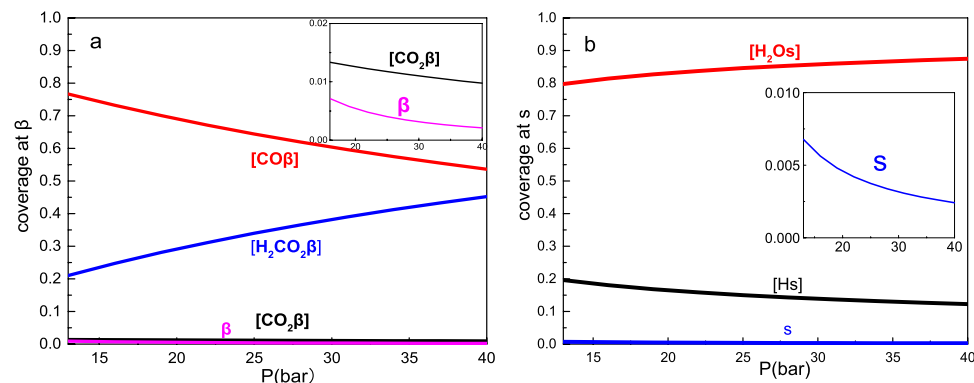 a
coverage at β
1.0
0.9
0.8
0.7
0.6
0.5
0.4
0.3
0.2
0.1
0.0
[COβ]
[H₂CO₂β]
[CO₂β]
β
15 20 25 30 35 40
P(bar)
0.02
0.01
0.00
[CO₂β]
β
20 30 40
b
coverage at s
1.0
0.9
0.8
0.7
0.6
0.5
0.4
0.3
0.2
0.1
0.0
[H₂Os]
[Hs]
s
15 20 25 30 35 40
P(bar)
0.010
0.005
0.000
S
20 30 40